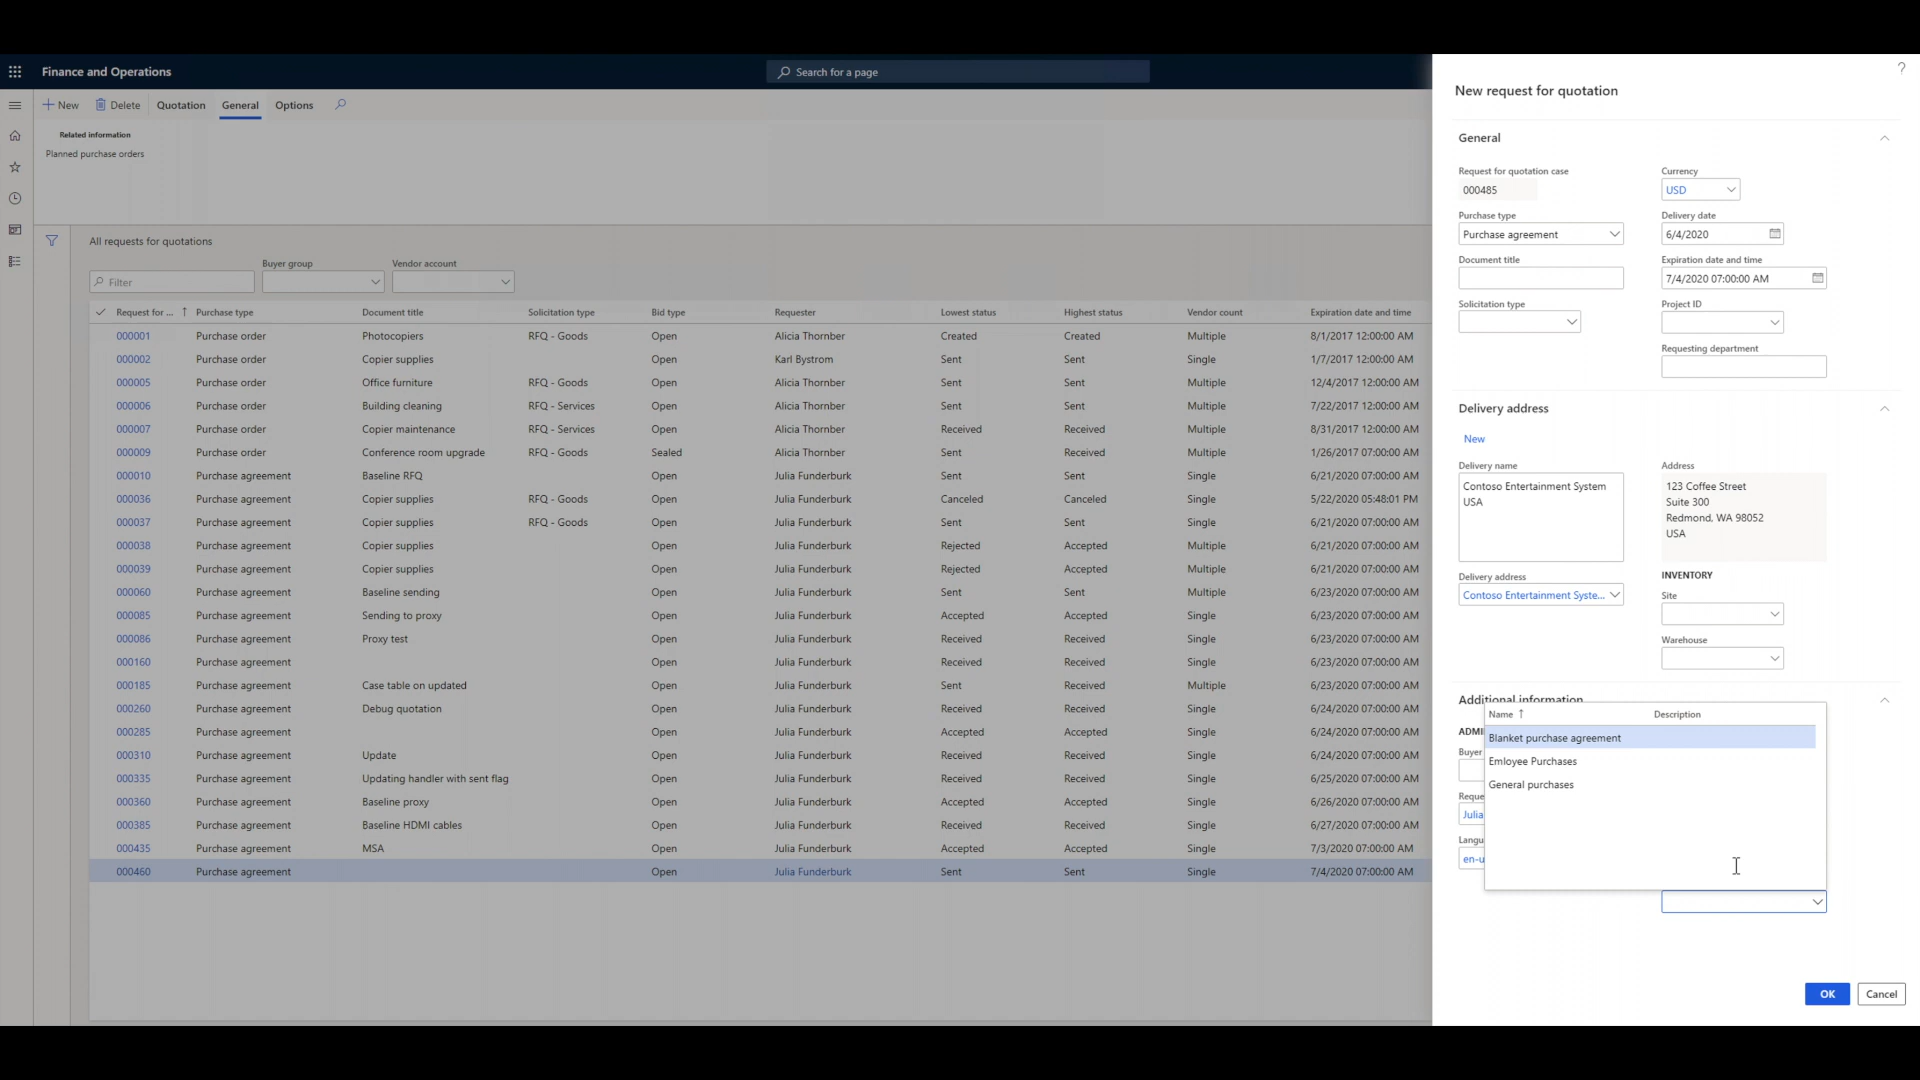 Finance and Operations
Search for a page
New Delete Quotation General Options
Related information
Planned purchase orders
All requests for quotations
Buyer group Vendor account
Filter
Request for ... Purchase type Document title Solicitation type Bid type Requester Lowest status Highest status Vendor count Expiration date and time
000001 Purchase order Photocopiers RFQ - Goods Open Alicia Thornber Created Created Multiple 8/1/2017 12:00:00 AM
000002 Purchase order Copier supplies Open Karl Bystrom Sent Sent Single 1/7/2017 12:00:00 AM
000005 Purchase order Office furniture RFQ - Goods Open Alicia Thornber Sent Sent Multiple 12/4/2017 12:00:00 AM
000006 Purchase order Building cleaning RFQ - Services Open Alicia Thornber Sent Sent Multiple 7/22/2017 12:00:00 AM
000007 Purchase order Copier maintenance RFQ - Services Open Alicia Thornber Received Received Multiple 8/31/2017 12:00:00 AM
000009 Purchase order Conference room upgrade RFQ - Goods Sealed Alicia Thornber Sent Received Multiple 1/26/2017 07:00:00 AM
000010 Purchase agreement Baseline RFQ Open Julia Funderburk Sent Sent Single 6/21/2020 07:00:00 AM
000036 Purchase agreement Copier supplies RFQ - Goods Open Julia Funderburk Canceled Canceled Single 5/22/2020 05:48:01 PM
000037 Purchase agreement Copier supplies RFQ - Goods Open Julia Funderburk Sent Sent Single 6/21/2020 07:00:00 AM
000038 Purchase agreement Copier supplies Open Julia Funderburk Rejected Accepted Multiple 6/21/2020 07:00:00 AM
000039 Purchase agreement Copier supplies Open Julia Funderburk Rejected Accepted Multiple 6/21/2020 07:00:00 AM
000060 Purchase agreement Baseline sending Open Julia Funderburk Sent Sent Multiple 6/23/2020 07:00:00 AM
000085 Purchase agreement Sending to proxy Open Julia Funderburk Accepted Accepted Single 6/23/2020 07:00:00 AM
000086 Purchase agreement Proxy test Open Julia Funderburk Received Received Single 6/23/2020 07:00:00 AM
000160 Purchase agreement Open Julia Funderburk Received Received Single 6/23/2020 07:00:00 AM
000185 Purchase agreement Case table on updated Open Julia Funderburk Sent Received Multiple 6/23/2020 07:00:00 AM
000260 Purchase agreement Debug quotation Open Julia Funderburk Received Received Single 6/24/2020 07:00:00 AM
000285 Purchase agreement Open Julia Funderburk Accepted Accepted Single 6/24/2020 07:00:00 AM
000310 Purchase agreement Update Open Julia Funderburk Received Received Single 6/24/2020 07:00:00 AM
000335 Purchase agreement Updating handler with sent flag Open Julia Funderburk Received Received Single 6/25/2020 07:00:00 AM
000360 Purchase agreement Baseline proxy Open Julia Funderburk Accepted Accepted Single 6/26/2020 07:00:00 AM
000385 Purchase agreement Baseline HDMI cables Open Julia Funderburk Received Received Single 6/27/2020 07:00:00 AM
000435 Purchase agreement MSA Open Julia Funderburk Accepted Accepted Single 7/3/2020 07:00:00 AM
000460 Purchase agreement Open Julia Funderburk Sent Sent Single 7/4/2020 07:00:00 AM
?
New request for quotation
General
Request for quotation case Currency
000485 USD
Purchase type Delivery date
Purchase agreement 6/4/2020
Document title Expiration date and time
7/4/2020 07:00:00 AM
Solicitation type Project ID
Requesting department
Delivery address
New
Delivery name Address
Contoso Entertainment System 123 Coffee Street
USA Suite 300
Redmond, WA 98052
USA
Delivery address INVENTORY
Contoso Entertainment Syste... Site
Warehouse
Additional information
Name Description
ADMI
Blanket purchase agreement
Buyer
Emloyee Purchases
General purchases
Reque
Julia
Langu
en-u
OK Cancel